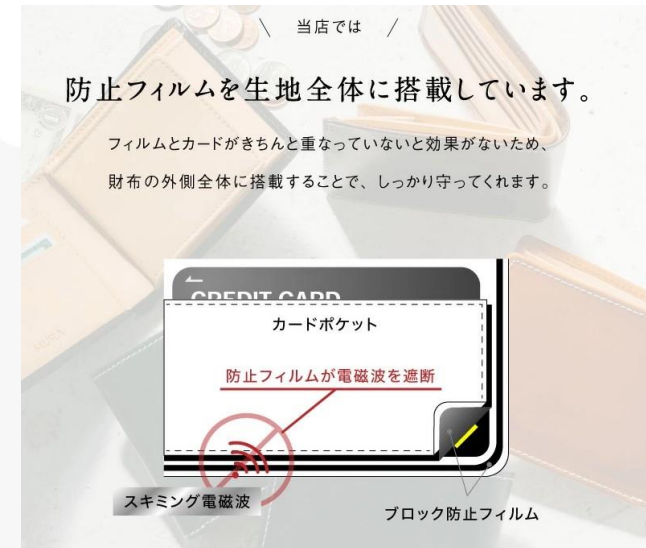 \ 当店では /
防止フィルムを生地全体に搭載しています。
フィルムとカードがきちんと重なっていないと効果がないため、
財布の外側全体に搭載することで、しっかり守ってくれます。
CREDIT CARD
カードポケット
防止フィルムが電磁波を遮断
スキミング電磁波
ブロック防止フィルム